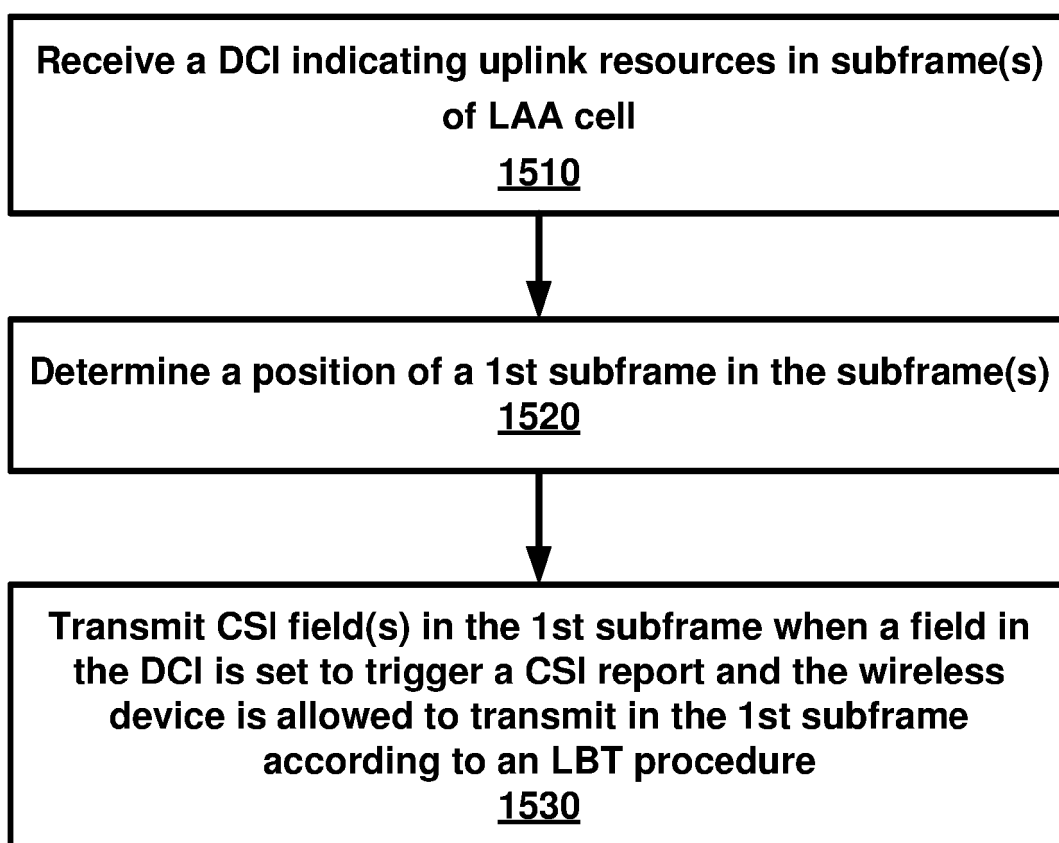 Receive a DCI indicating uplink resources in subframe(s)
of LAA cell
1510
Determine a position of a 1st subframe in the subframe(s)
1520
Transmit CSI field(s) in the 1st subframe when a field in
the DCI is set to trigger a CSI report and the wireless
device is allowed to transmit in the 1st subframe
according to an LBT procedure
1530